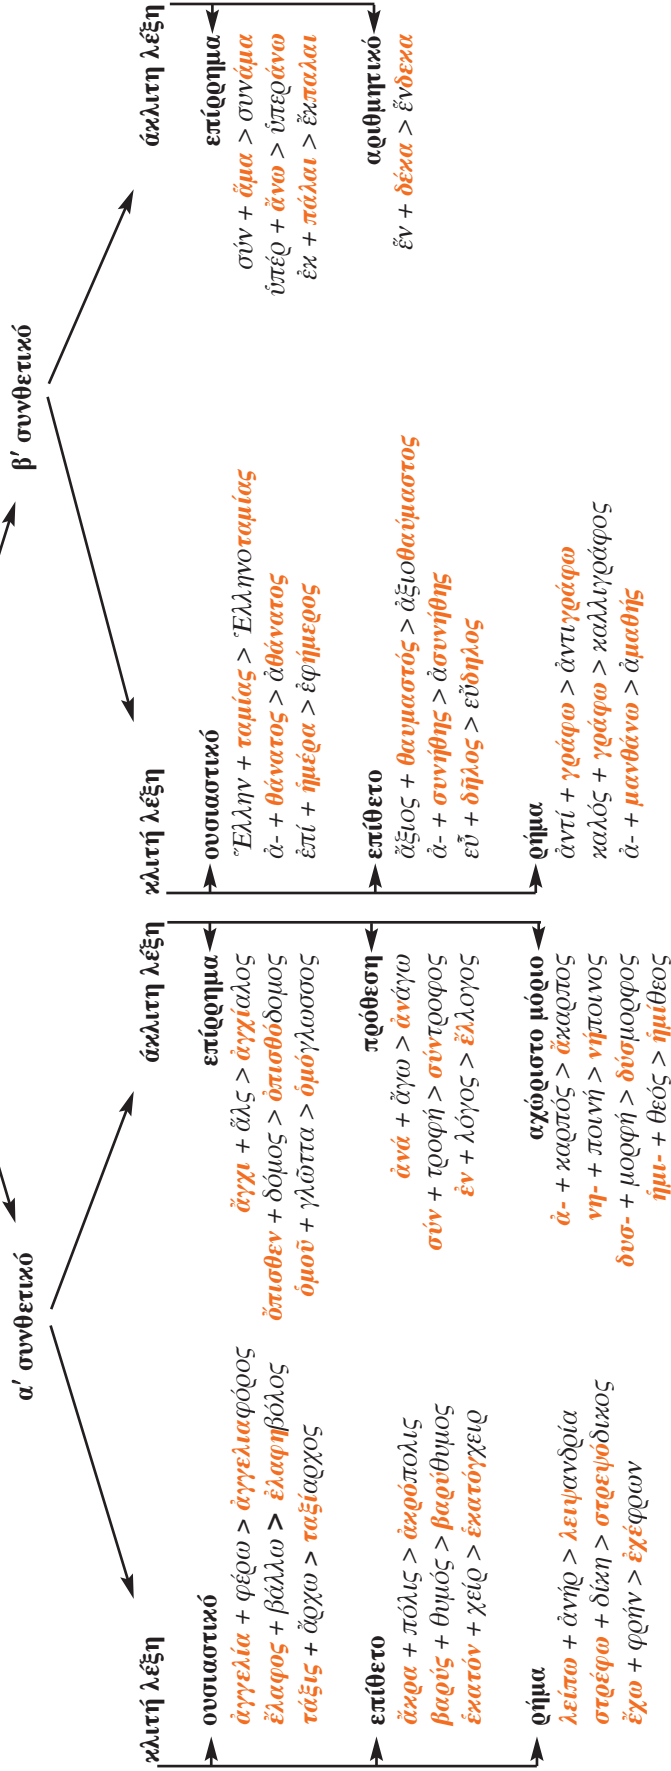 α′ συνθετικό
κλιτή λέξη
ουσιαστικό
ἀγγελία + φέρω > ἀγγελιαφόρος
ἔλαφος + βάλλω > ἐλαφηβόλος
τάξις + ἄρχω > ταξίαρχος
επίθετο
ἄκρα + πόλις > ἀκρόπολις
βαρύς + θυμός > βαρύθυμος
ἑκατόν + χείρ > ἑκατόγχειρ
ρήμα
λείπω + ἀνήρ > λειψανδρία
στρέφω + δίκη > στρεψόδικος
ἔχω + φρήν > ἐχέφρων
άκλιτη λέξη
επίρρημα
ἄγχι + ἅλς > ἀγχίαλος
ὄπισθεν + δόμος > ὀπισθόδομος
ὁμοῦ + γλῶττα > ὁμόγλωσσος
πρόθεση
ἀνά + ἄγω > ἀνάγω
σύν + τροφή > σύντροφος
ἐν + λόγος > ἔλλογος
αχώριστο μόριο
ἀ- + καρπός > ἄκαρπος
νη- + ποινή > νήποινος
δυσ- + μορφή > δύσμορφος
ἡμι- + θεός > ἡμίθεος
β′ συνθετικό
κλιτή λέξη
ουσιαστικό
Ἕλλην + ταμίας > Ἑλληνοταμίας
ἀ- + θάνατος > ἀθάνατος
ἐπί + ἡμέρα > ἐφήμερος
επίθετο
ἄξιος + θαυμαστός > ἀξιοθαύμαστος
ἀ- + συνήθης > ἀσυνήθης
εὖ + δῆλος > εὔδηλος
ρήμα
ἀντί + γράφω > ἀντιγράφω
καλός + γράφω > καλλιγράφος
ἀ- + μανθάνω > ἀμαθής
άκλιτη λέξη
επίρρημα
σύν + ἅμα > συνάμα
ὑπέρ + ἄνω > ὑπεράνω
ἐκ + πάλαι > ἔκπαλαι
αριθμητικό
ἕν + δέκα > ἕνδεκα